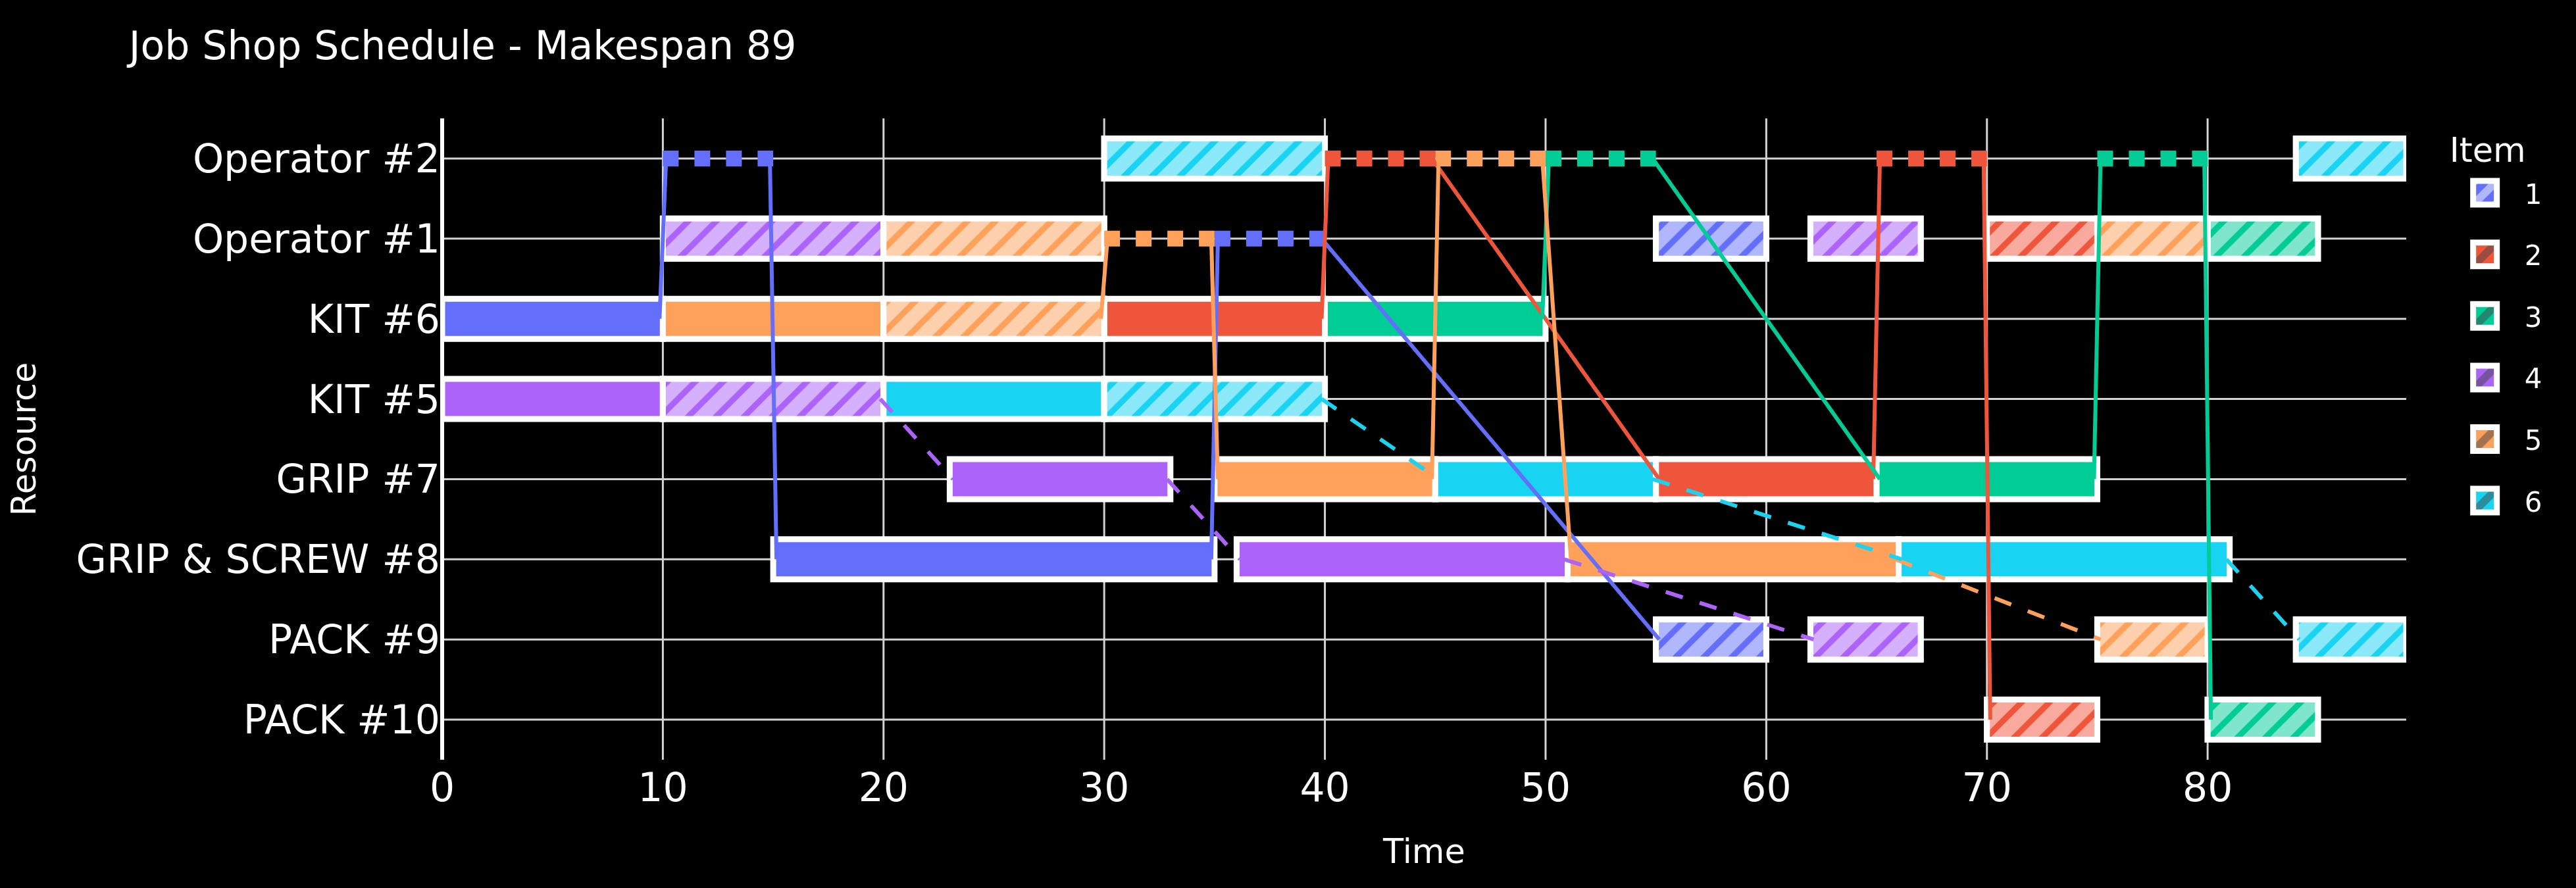 Job Shop Schedule - Makespan 89
Operator #2
Operator #1
KIT #6
KIT #5
GRIP #7
GRIP & SCREW #8
PACK #9
PACK #10
Resource
0 10 20 30 40 50 60 70 80
Time
Item
1
2
3
4
5
6